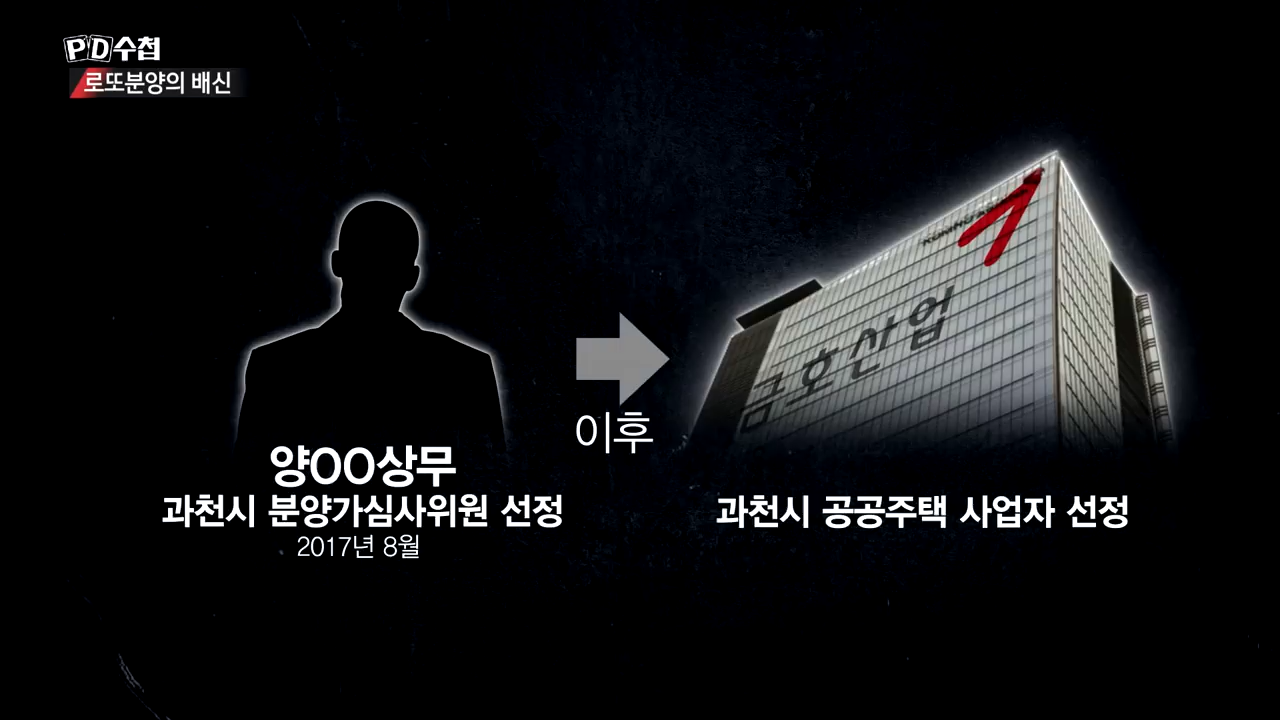 PD수첩
로또분양의 배신
금호산업
이후
양OO상무
과천시 분양가심사위원 선정
2017년 8월
과천시 공공주택 사업자 선정